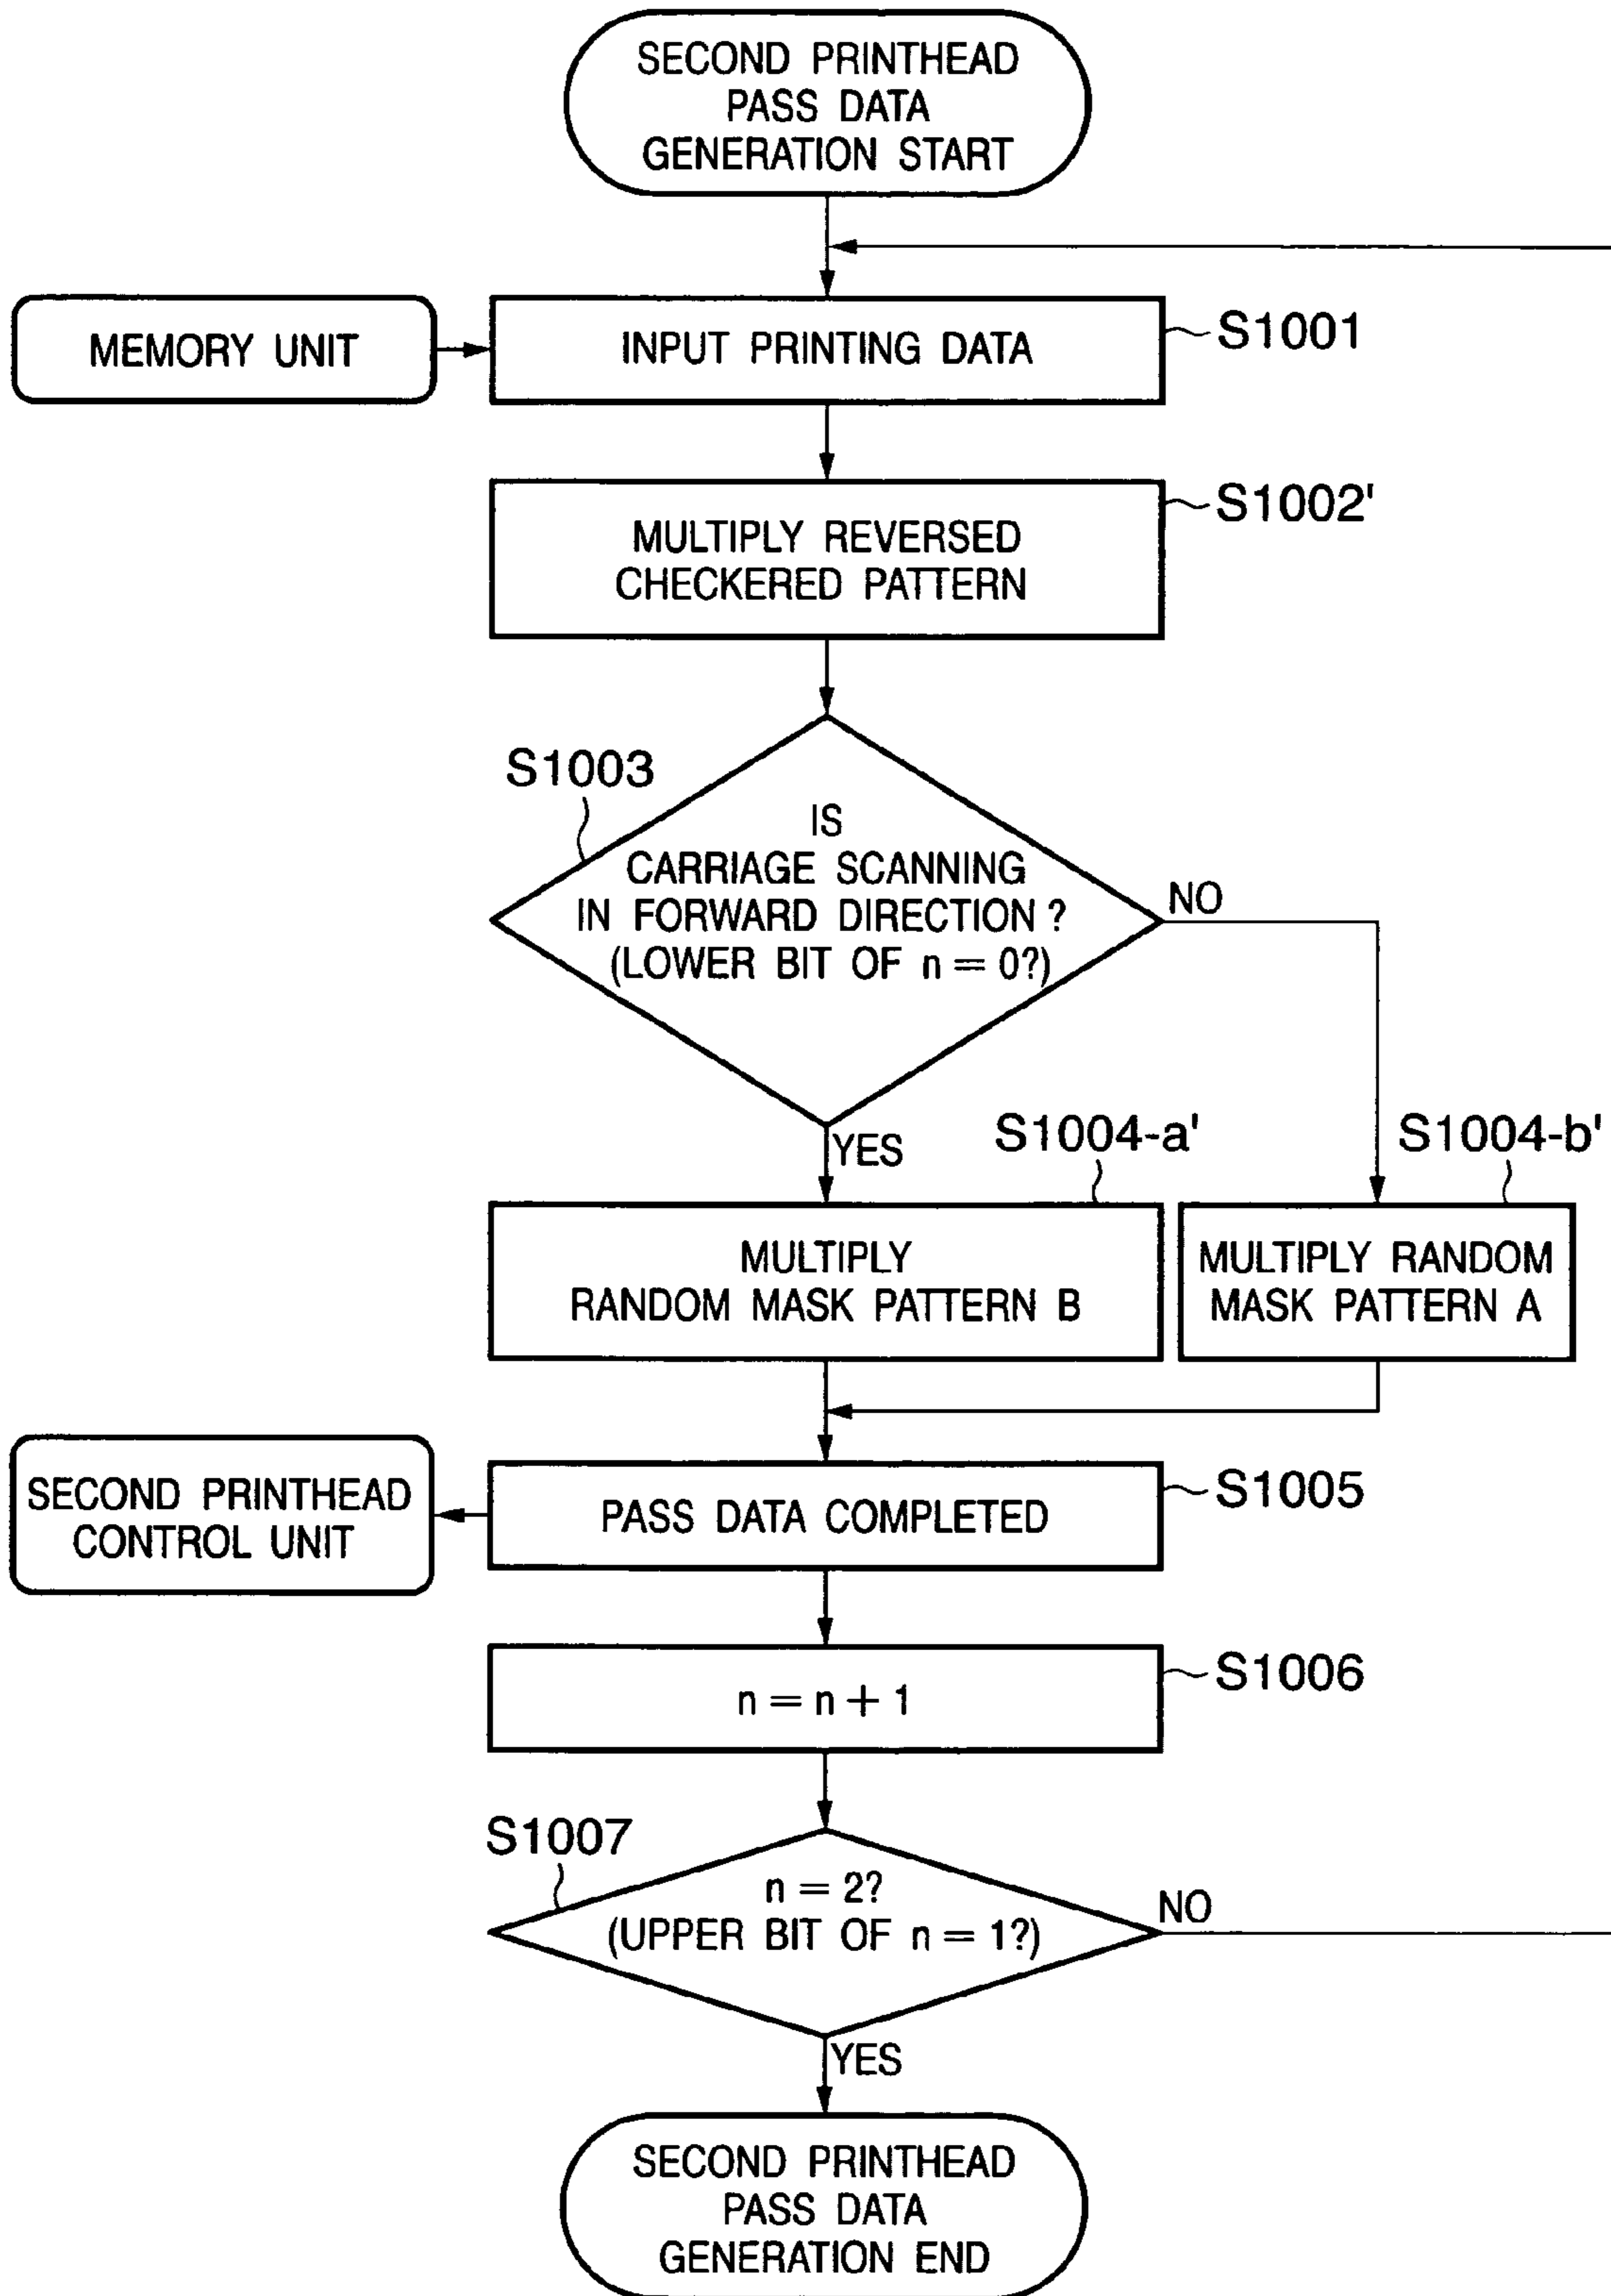 SECOND PRINTHEAD
PASS DATA
GENERATION START
MEMORY UNIT
INPUT PRINTING DATA
S1001
MULTIPLY REVERSED
CHECKERED PATTERN
S1002'
S1003
IS
CARRIAGE SCANNING
IN FORWARD DIRECTION ?
(LOWER BIT OF n = 0?)
NO
YES
S1004-a'
S1004-b'
MULTIPLY
RANDOM MASK PATTERN B
MULTIPLY RANDOM
MASK PATTERN A
SECOND PRINTHEAD
CONTROL UNIT
PASS DATA COMPLETED
S1005
n = n + 1
S1006
S1007
n = 2?
(UPPER BIT OF n = 1?)
NO
YES
SECOND PRINTHEAD
PASS DATA
GENERATION END